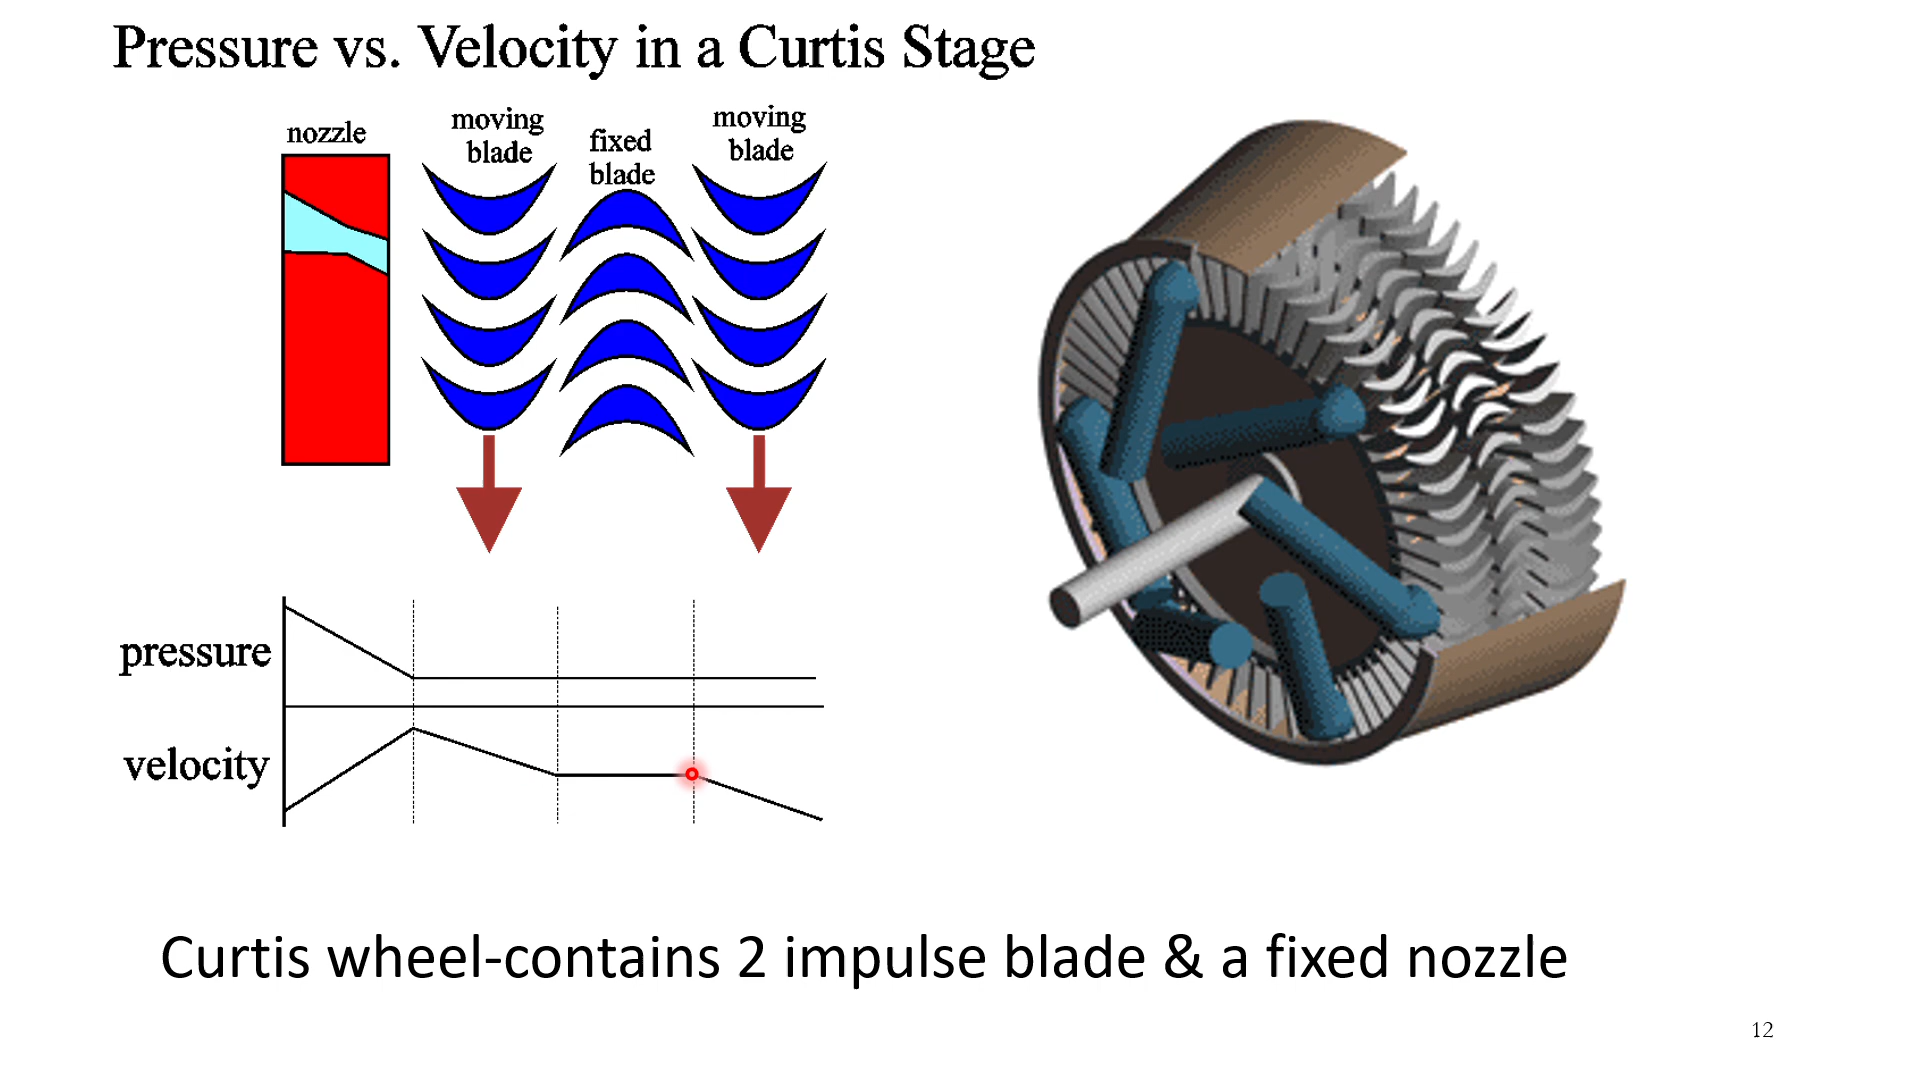 Pressure vs. Velocity in a Curtis Stage
nozzle
moving
blade
fixed
blade
moving
blade
pressure
velocity
Curtis wheel-contains 2 impulse blade & a fixed nozzle
12